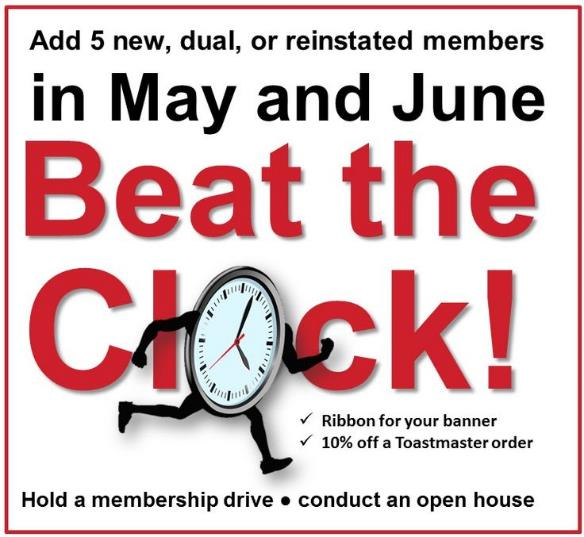 Add 5 new, dual, or reinstated members
in May and June
Beat the
Clock!
✓ Ribbon for your banner
✓ 10% off a Toastmaster order
Hold a membership drive ● conduct an open house